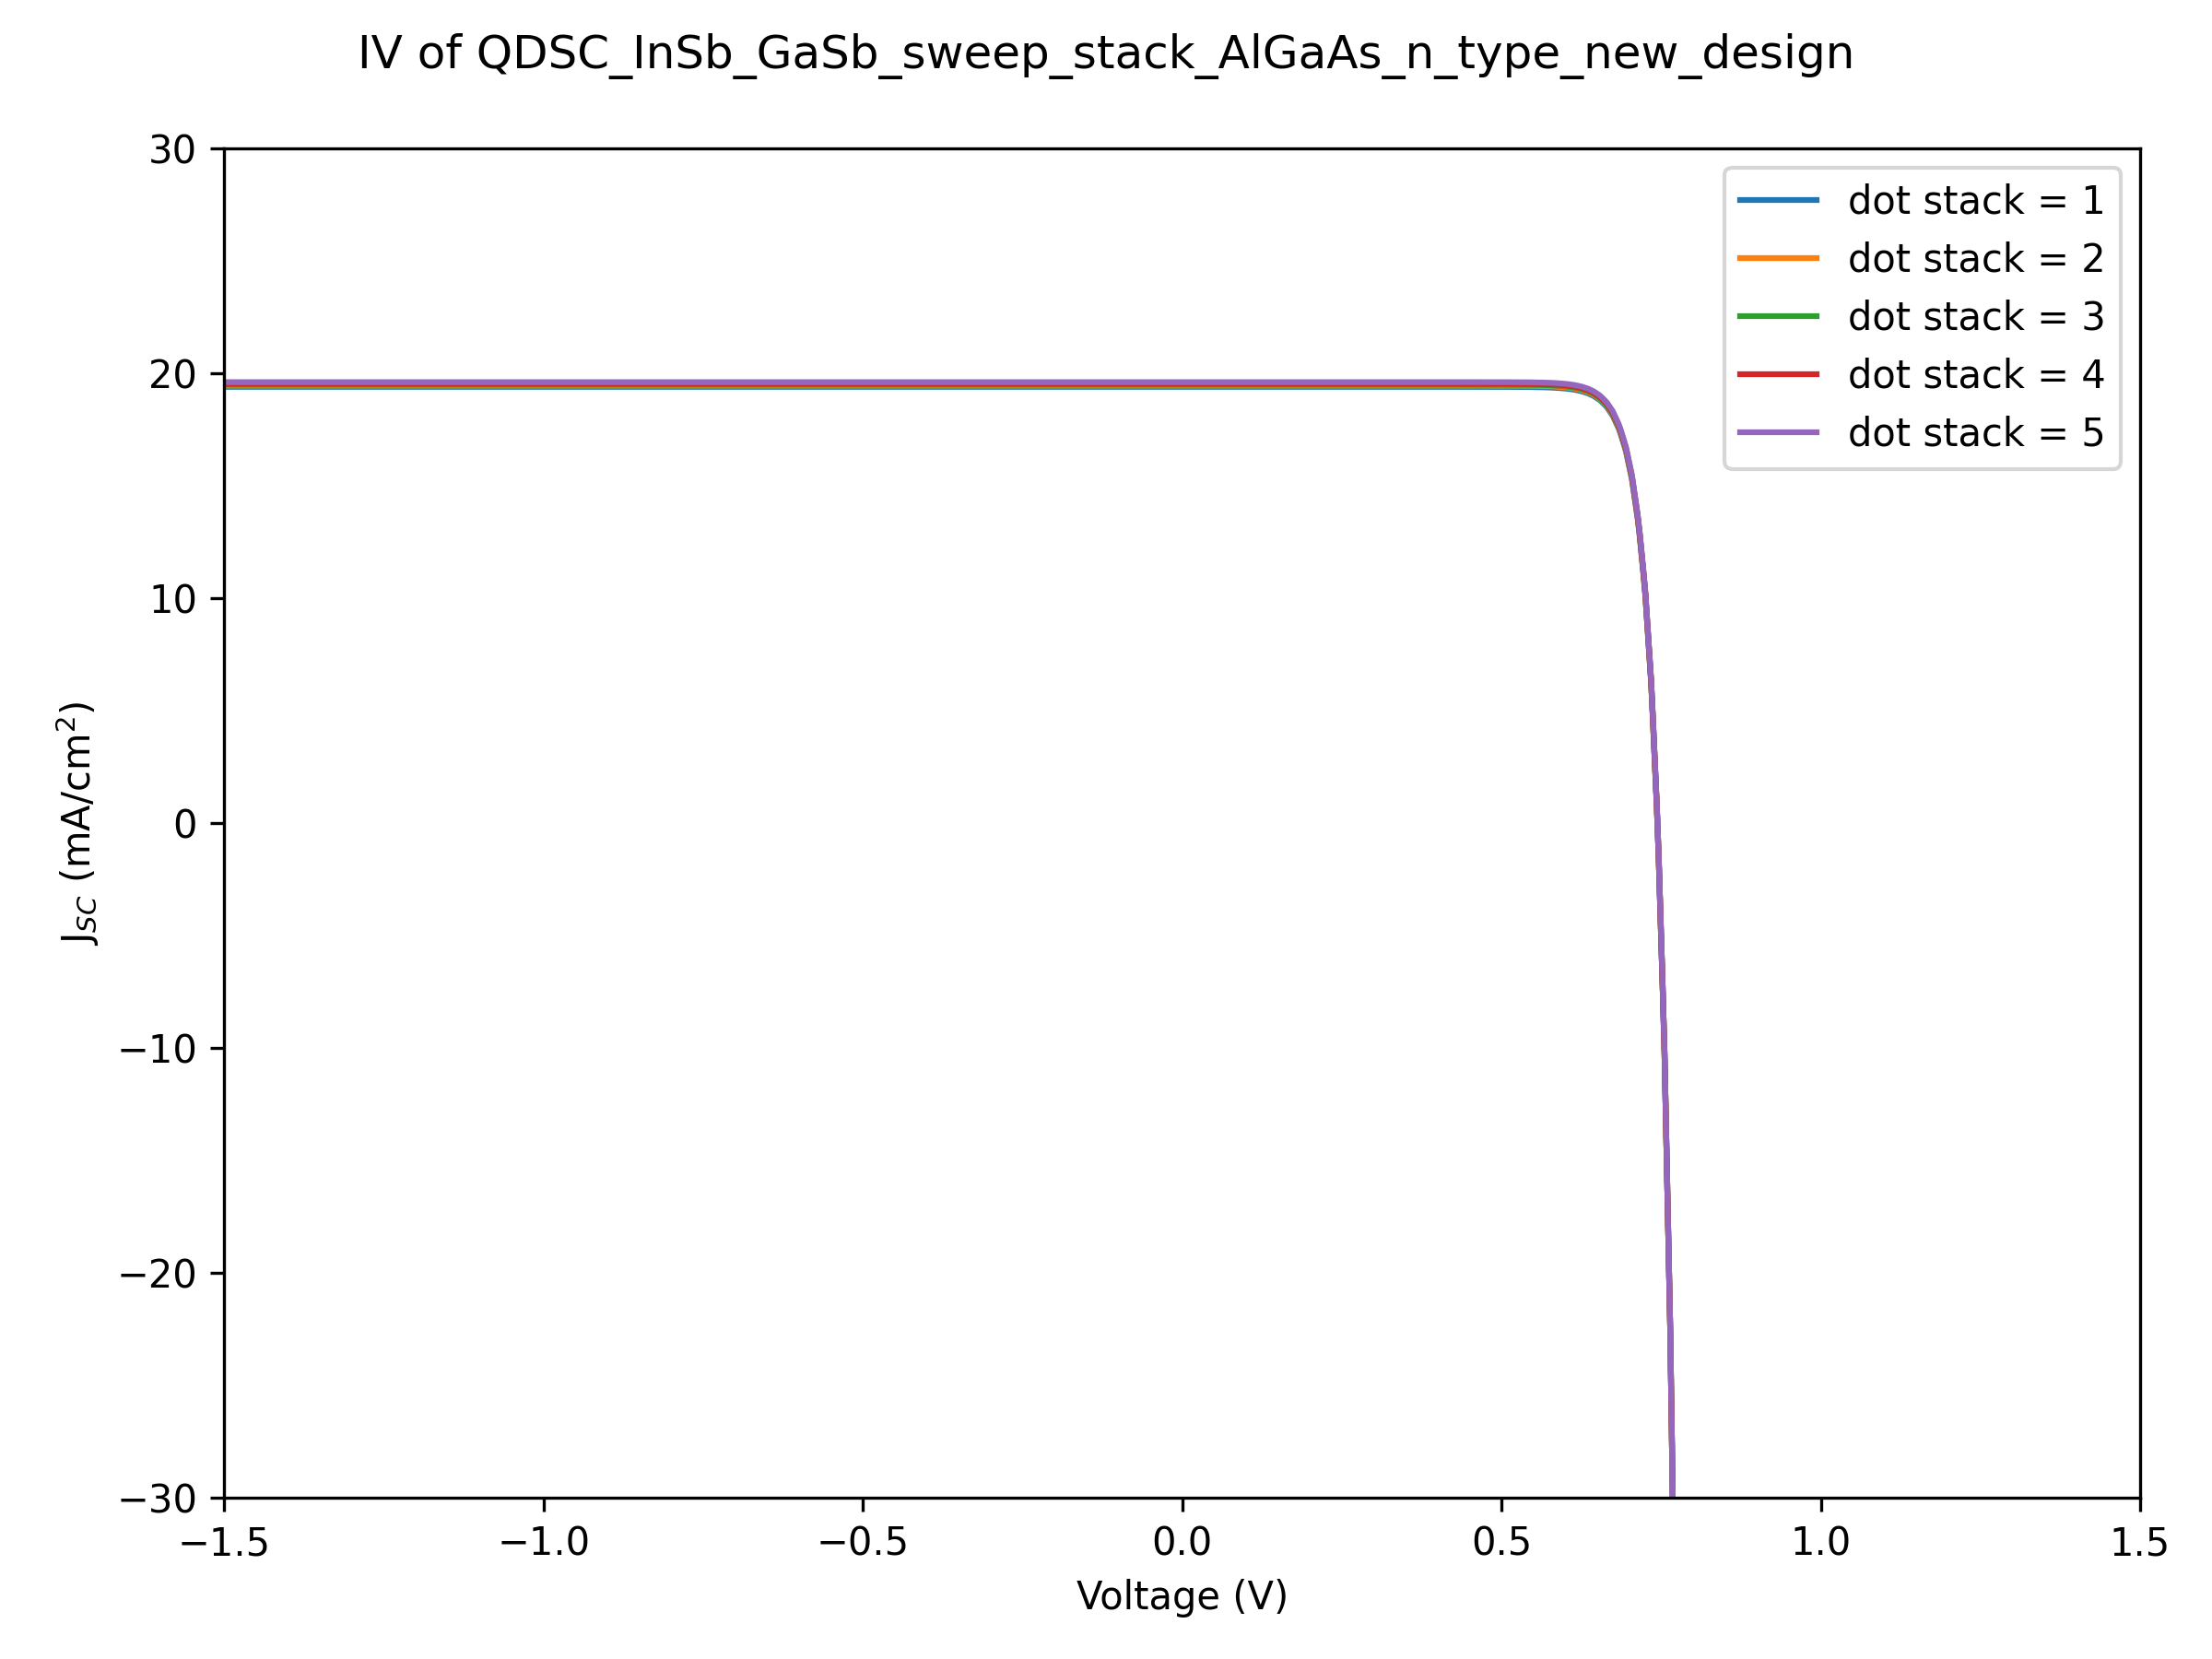 IV of QDSC_InSb_GaSb_sweep_stack_AlGaAs_n_type_new_design
30
20
10
0
−10
−20
−30
J_SC (mA/cm²)
dot stack = 1
dot stack = 2
dot stack = 3
dot stack = 4
dot stack = 5
−1.5 −1.0 −0.5 0.0 0.5 1.0 1.5
Voltage (V)